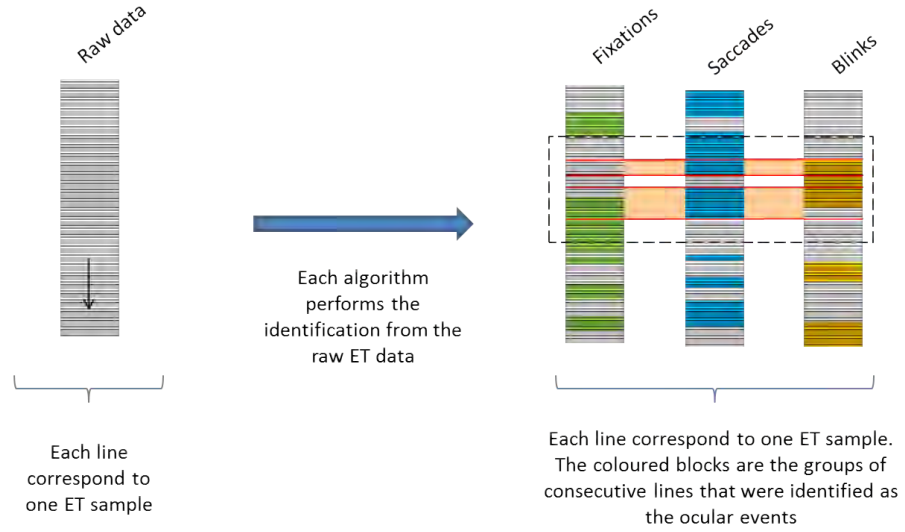 Raw data
Fixations
Saccades
Blinks
Each algorithm
performs the
identification from the
raw ET data
Each line
correspond to
one ET sample
Each line correspond to one ET sample.
The coloured blocks are the groups of
consecutive lines that were identified as
the ocular events